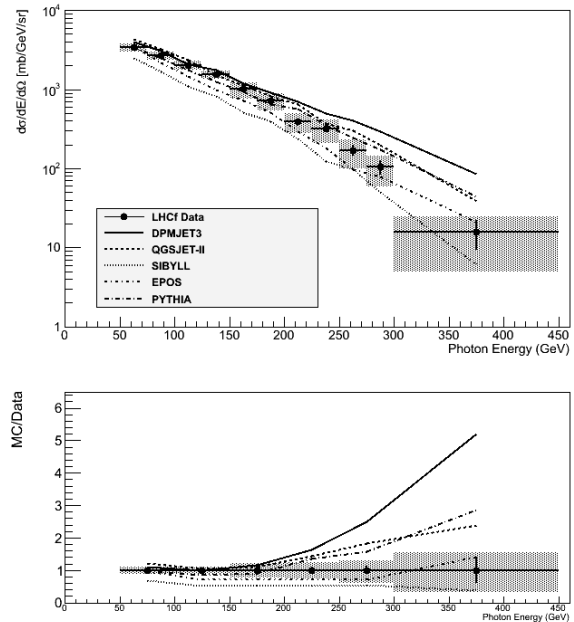 dσ/dE/dΩ [mb/GeV/sr]
10⁴
10³
10²
10
1
LHCf Data
DPMJET3
QGSJET-II
SIBYLL
EPOS
PYTHIA
0 50 100 150 200 250 300 350 400 450
Photon Energy (GeV)
MC/Data
6
5
4
3
2
1
0
0 50 100 150 200 250 300 350 400 450
Photon Energy (GeV)